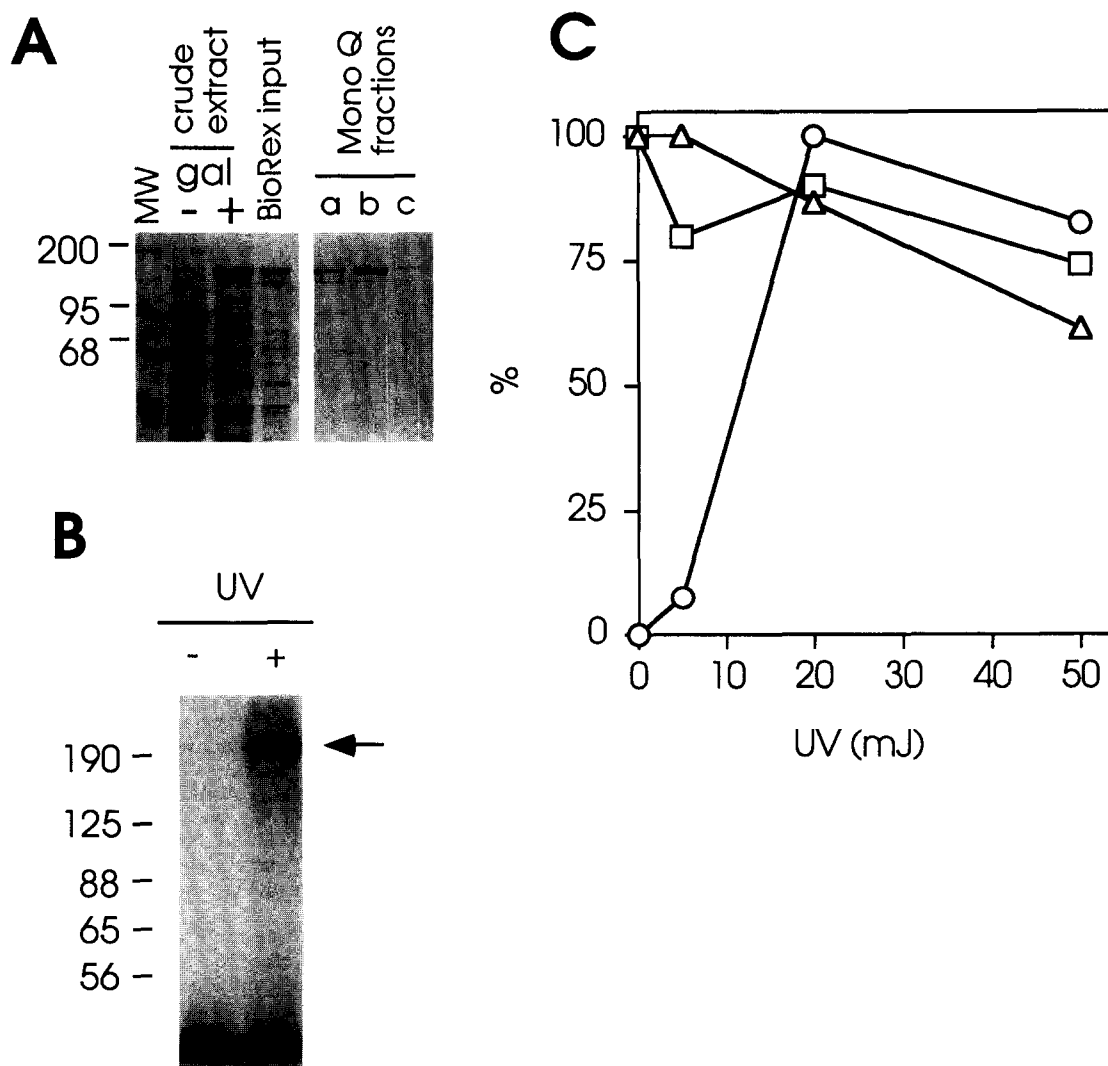 A
MW
crude extract
gal
- +
BioRex input
Mono Q fractions
a b c
200
95
68
B
UV
- +
190
125
88
65
56
C
100
75
50
25
0
%
0 10 20 30 40 50
UV (mJ)